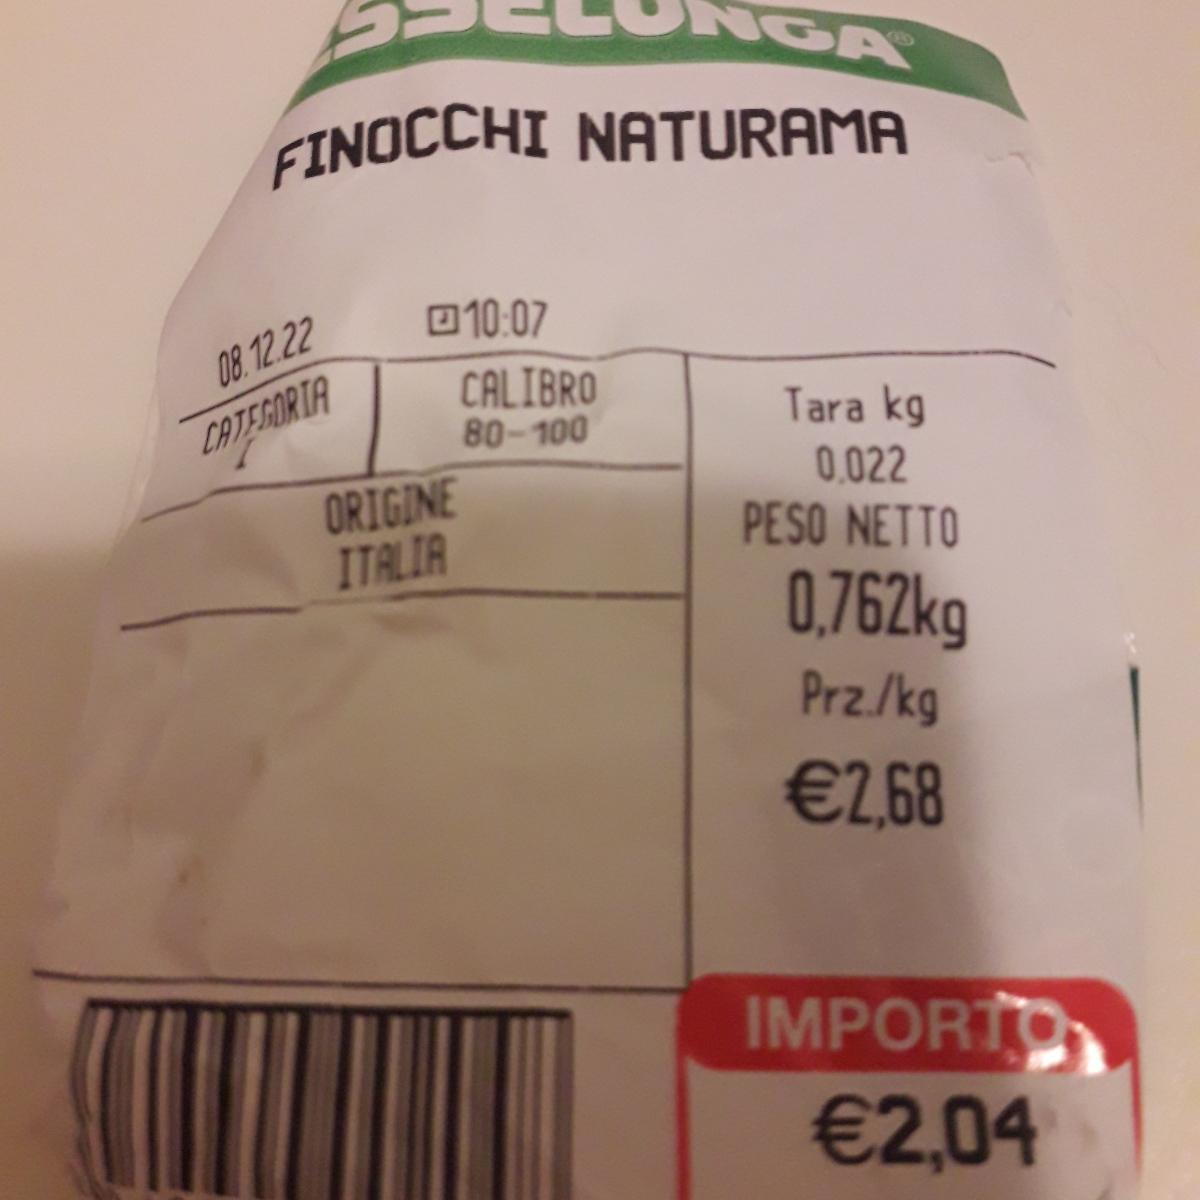 ESSELUNGA®
FINOCCHI NATURAMA
08.12.22 10:07
CATEGORIA
I
CALIBRO
80-100
ORIGINE
ITALIA
Tara kg
0.022
PESO NETTO
0,762kg
Prz./kg
€2,68
IMPORTO
€2,04